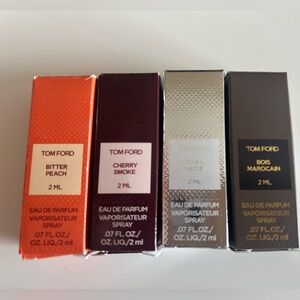 TOM FORD
BITTER
PEACH
2 ML
EAU DE PARFUM
VAPORISATEUR
SPRAY
.07 FL. OZ./
OZ. LIQ./2 ml
TOM FORD
CHERRY
SMOKE
2 ML
EAU DE PARFUM
VAPORISATEUR
SPRAY
.07 FL. OZ./
OZ. LIQ./2 ml
EAU DE PARFUM
VAPORISATEUR
SPRAY
.07 FL. OZ./
OZ. LIQ./2 ml
TOM FORD
BOIS
MAROCAIN
2 ML
EAU DE PARFUM
VAPORISATEUR
SPRAY
.07 FL. OZ./
OZ. LIQ./2 ml